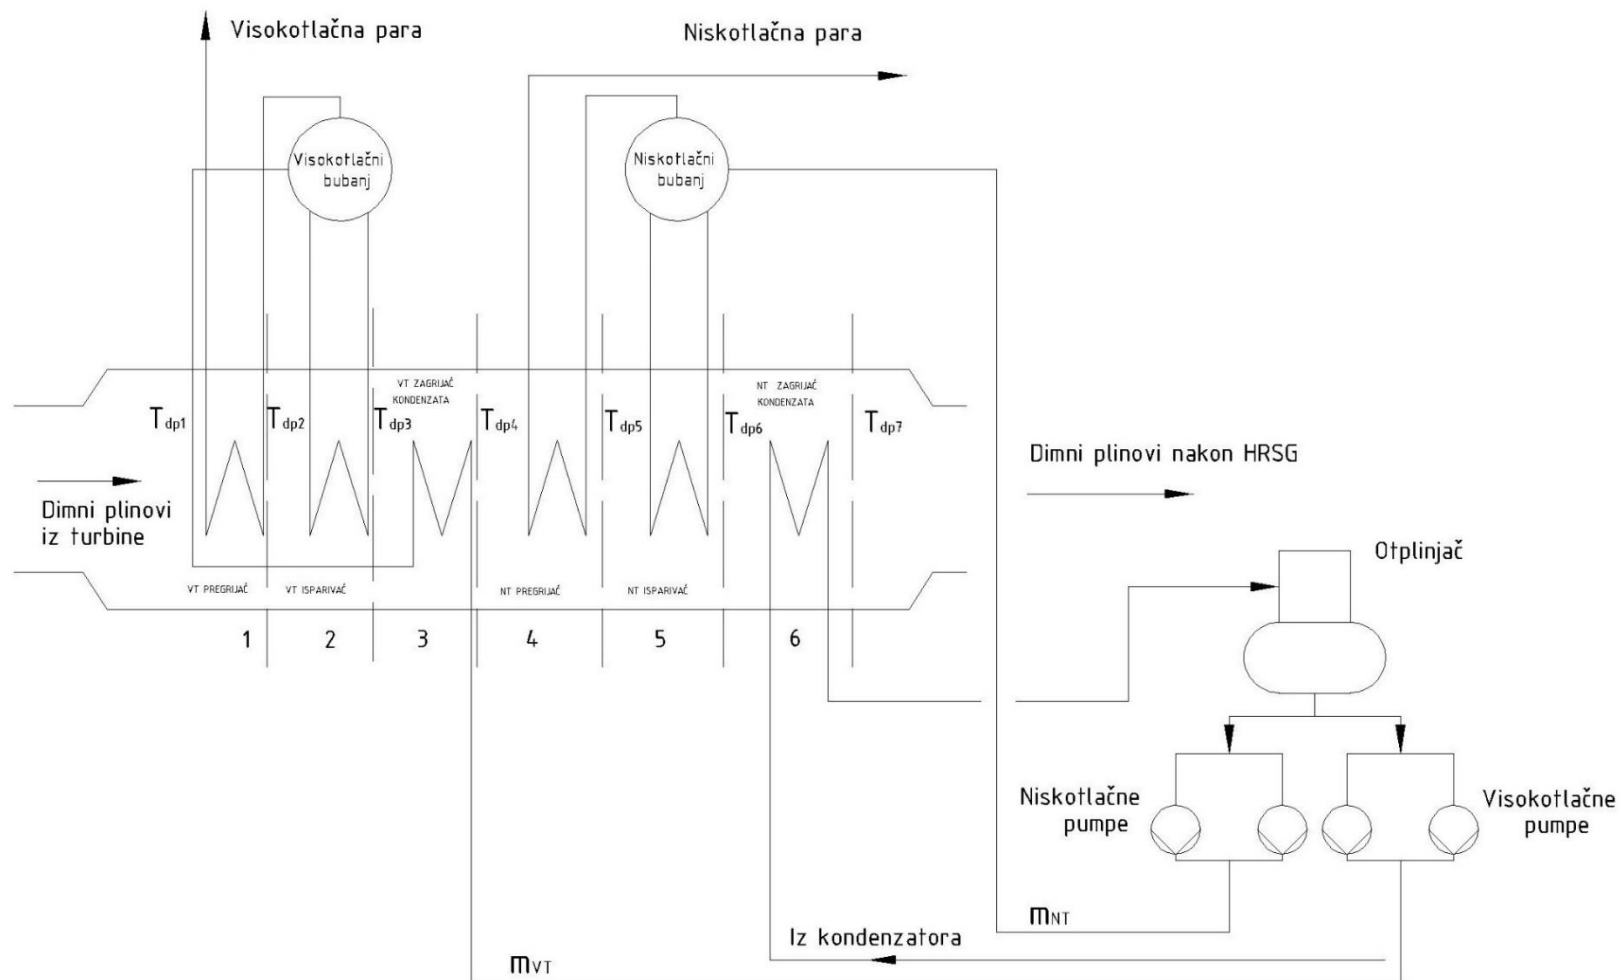 Visokotlačna para
Niskotlačna para
Visokotlačni
bubanj
Niskotlačni
bubanj
VT ZAGRIJAČ
KONDENZATA
NT ZAGRIJAČ
KONDENZATA
Tdp1
Tdp2
Tdp3
Tdp4
Tdp5
Tdp6
Tdp7
Dimni plinovi
iz turbine
Dimni plinovi nakon HRSG
Otplinjač
VT PREGRIJAČ
VT ISPARIVAČ
NT PREGRIJAČ
NT ISPARIVAČ
1
2
3
4
5
6
Niskotlačne
pumpe
Visokotlačne
pumpe
mNT
Iz kondenzatora
mVT